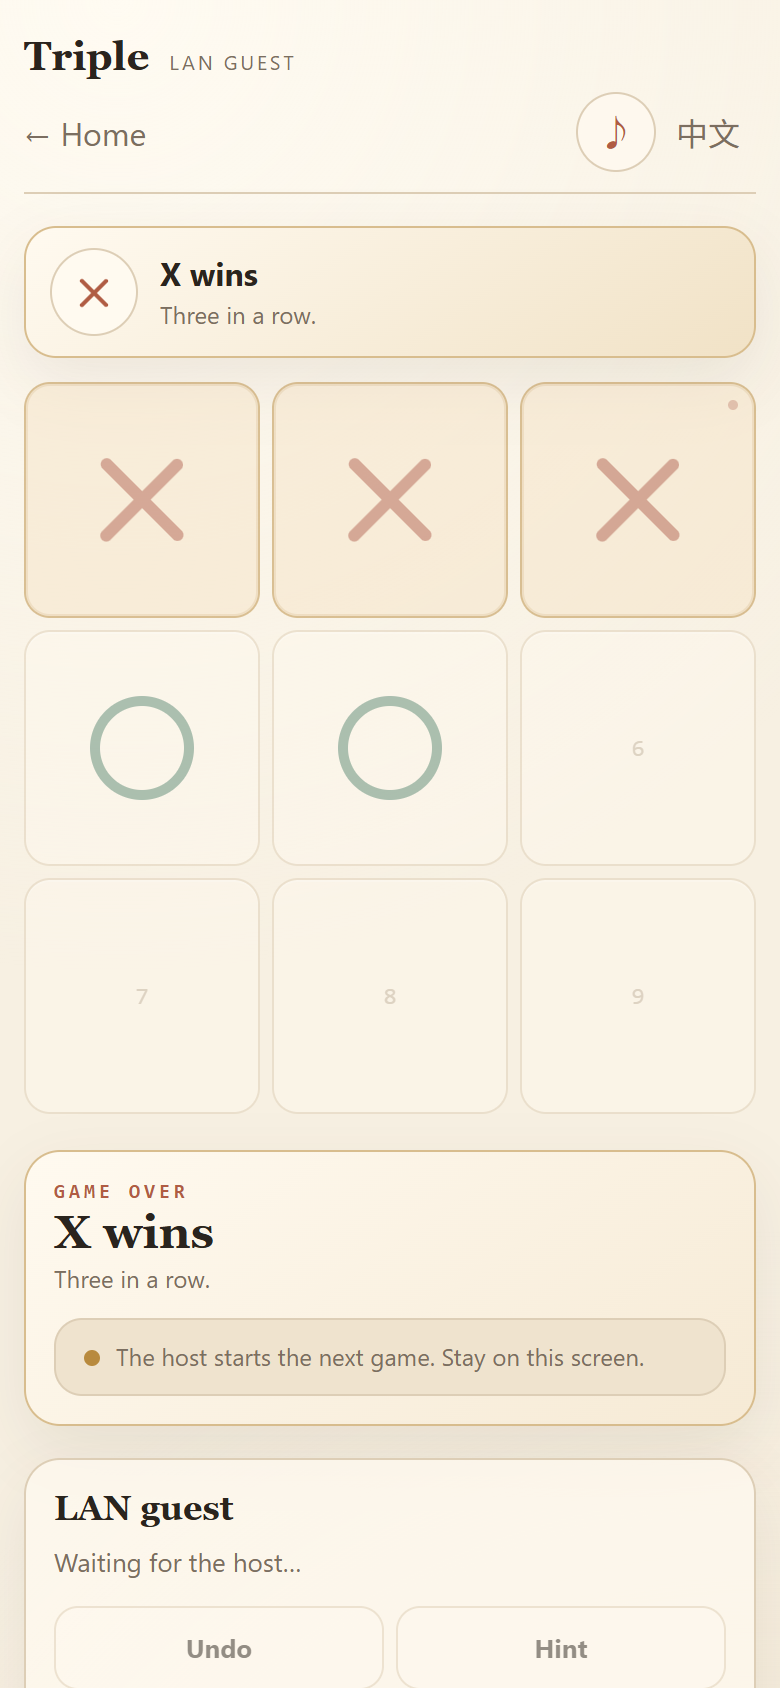 Triple LAN GUEST
← Home ♪ 中文
X wins
Three in a row.
6
7 8 9
GAME OVER
X wins
Three in a row.
The host starts the next game. Stay on this screen.
LAN guest
Waiting for the host...
Undo Hint